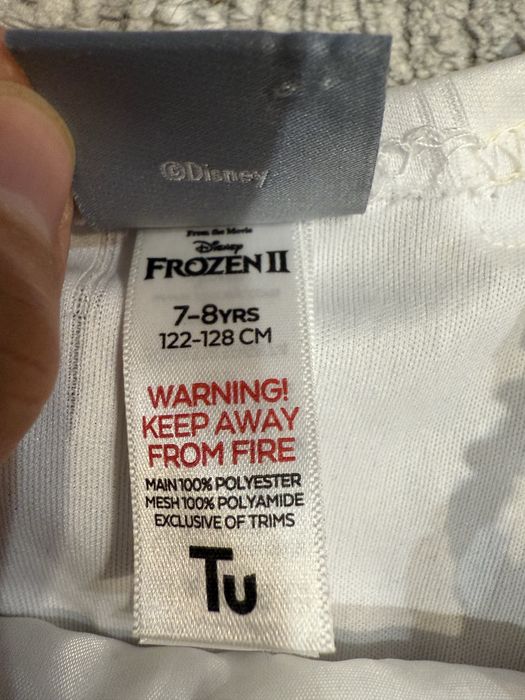 ©Disney
From the Movie
Disney
FROZEN II
7-8YRS
122-128 CM
WARNING!
KEEP AWAY
FROM FIRE
MAIN 100% POLYESTER
MESH 100% POLYAMIDE
EXCLUSIVE OF TRIMS
Tu